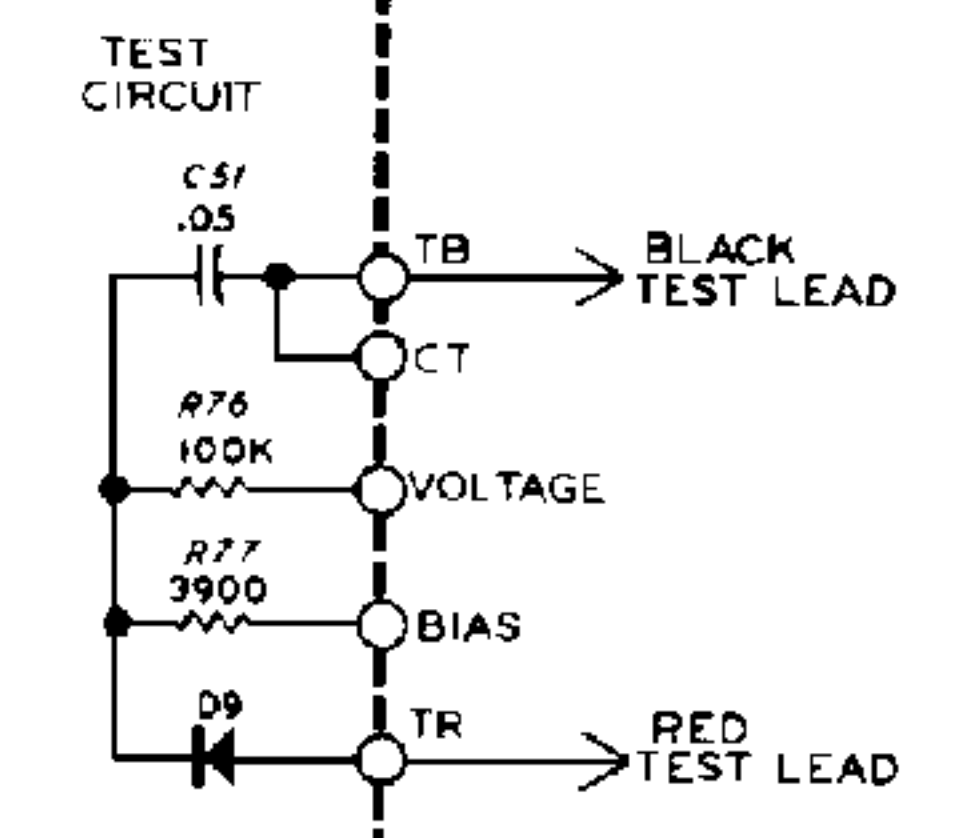 TEST
CIRCUIT
C51
.05
TB
BLACK
TEST LEAD
CT
R76
100K
VOLTAGE
R77
3900
BIAS
D9
TR
RED
TEST LEAD